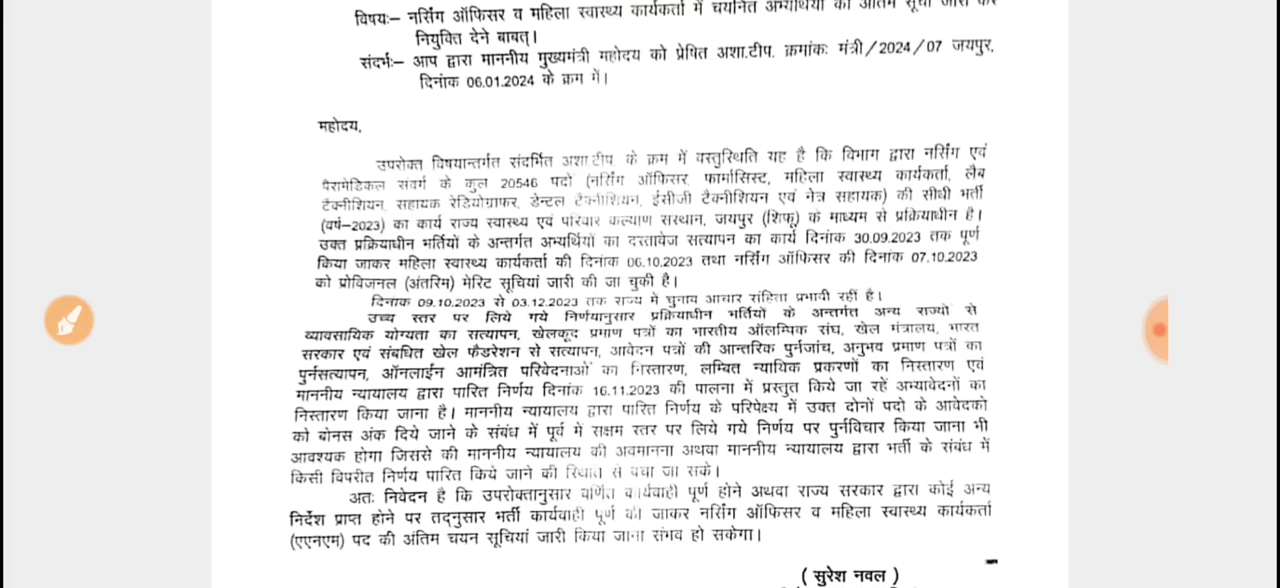 विषयः– नर्सिंग ऑफिसर व महिला स्वास्थ्य कार्यकर्ता में चयनित अभ्यर्थियों की अंतिम सूची जारी कर
नियुक्ति देने बाबत्।
संदर्भः– आप द्वारा माननीय मुख्यमंत्री महोदय को प्रेषित अशा.टीप. क्रमांकः मंत्री/2024/07 जयपुर,
दिनांक 06.01.2024 के क्रम में।
महोदय,
उपरोक्त विषयान्तर्गत संदर्भित अशा.टीप के क्रम में वस्तुस्थिति यह है कि विभाग द्वारा नर्सिंग एवं
पैरामेडिकल संवर्ग के कुल 20546 पदों (नर्सिंग ऑफिसर, फार्मासिस्ट, महिला स्वास्थ्य कार्यकर्ता, लैब
टैक्नीशियन, सहायक रेडियोग्राफर, डेन्टल टैक्नीशियन, ईसीजी टैक्नीशियन एवं नेत्र सहायक) की सीधी भर्ती
(वर्ष–2023) का कार्य राज्य स्वास्थ्य एवं परिवार कल्याण संस्थान, जयपुर (शिफू) के माध्यम से प्रक्रियाधीन है।
उक्त प्रक्रियाधीन भर्तियों के अन्तर्गत अभ्यर्थियों का दस्तावेज सत्यापन का कार्य दिनांक 30.09.2023 तक पूर्ण
किया जाकर महिला स्वास्थ्य कार्यकर्ता की दिनांक 06.10.2023 तथा नर्सिंग ऑफिसर की दिनांक 07.10.2023
को प्रोविजनल (अंतरिम) मेरिट सूचियां जारी की जा चुकी है।
दिनांक 09.10.2023 से 03.12.2023 तक राज्य में चुनाव आचार संहिता प्रभावी रहीं है।
उच्च स्तर पर लिये गये निर्णयानुसार प्रक्रियाधीन भर्तियों के अन्तर्गत अन्य राज्यों से
व्यावसायिक योग्यता का सत्यापन, खेलकूद प्रमाण पत्रों का भारतीय ऑलम्पिक संघ, खेल मंत्रालय, भारत
सरकार एवं संबधित खेल फैडरेशन से सत्यापन, आवेदन पत्रों की आन्तरिक पुर्नजांच, अनुभव प्रमाण पत्रों का
पुर्नसत्यापन, ऑनलाईन आमंत्रित परिवेदनाओं का निस्तारण, लम्बित न्यायिक प्रकरणों का निस्तारण एवं
माननीय न्यायालय द्वारा पारित निर्णय दिनांक 16.11.2023 की पालना में प्रस्तुत किये जा रहें अभ्यावेदनों का
निस्तारण किया जाना है। माननीय न्यायालय द्वारा पारित निर्णय के परिपेक्ष्य में उक्त दोनों पदो के आवेदको
को बोनस अंक दिये जाने के संबंध में पूर्व में सक्षम स्तर पर लिये गये निर्णय पर पुर्नविचार किया जाना भी
आवश्यक होगा जिससे की माननीय न्यायालय की अवमानना अथवा माननीय न्यायालय द्वारा भर्ती के संबंध में
किसी विपरीत निर्णय पारित किये जाने की स्थिति से बचा जा सके।
अतः निवेदन है कि उपरोक्तानुसार वर्णित कार्यवाही पूर्ण होने अथवा राज्य सरकार द्वारा कोई अन्य
निर्देश प्राप्त होने पर तद्नुसार भर्ती कार्यवाही पूर्ण की जाकर नर्सिंग ऑफिसर व महिला स्वास्थ्य कार्यकर्ता
(एएनएम) पद की अंतिम चयन सूचियां जारी किया जाना संभव हो सकेगा।
( सुरेश नवल )